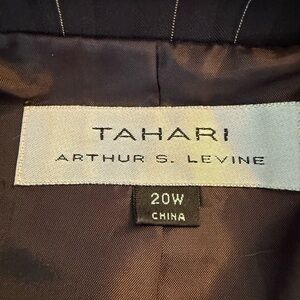 TAHARI
ARTHUR S. LEVINE
20W
CHINA